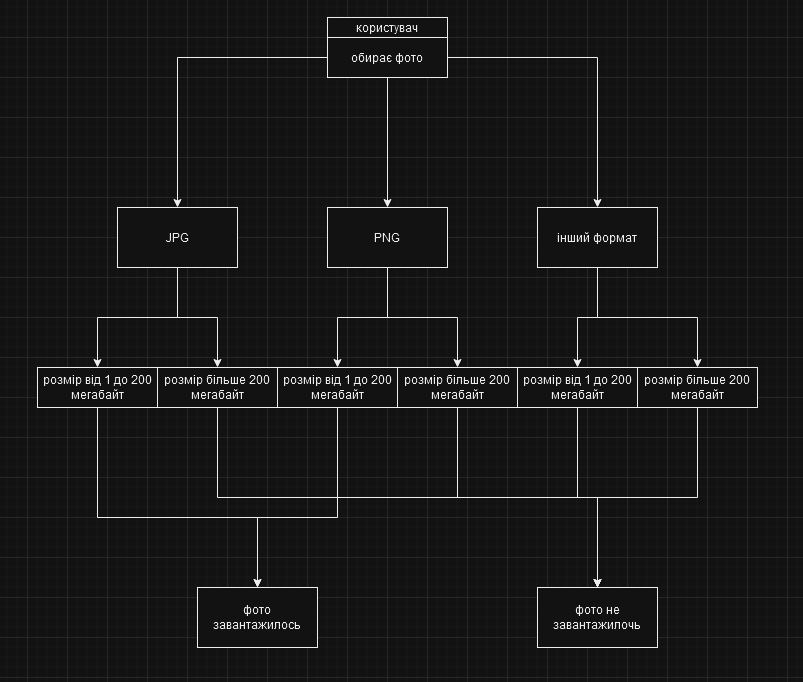 користувач
обирає фото
JPG
PNG
інший формат
розмір від 1 до 200
мегабайт
розмір більше 200
мегабайт
розмір від 1 до 200
мегабайт
розмір більше 200
мегабайт
розмір від 1 до 200
мегабайт
розмір більше 200
мегабайт
фото
завантажилось
фото не
завантажилочь